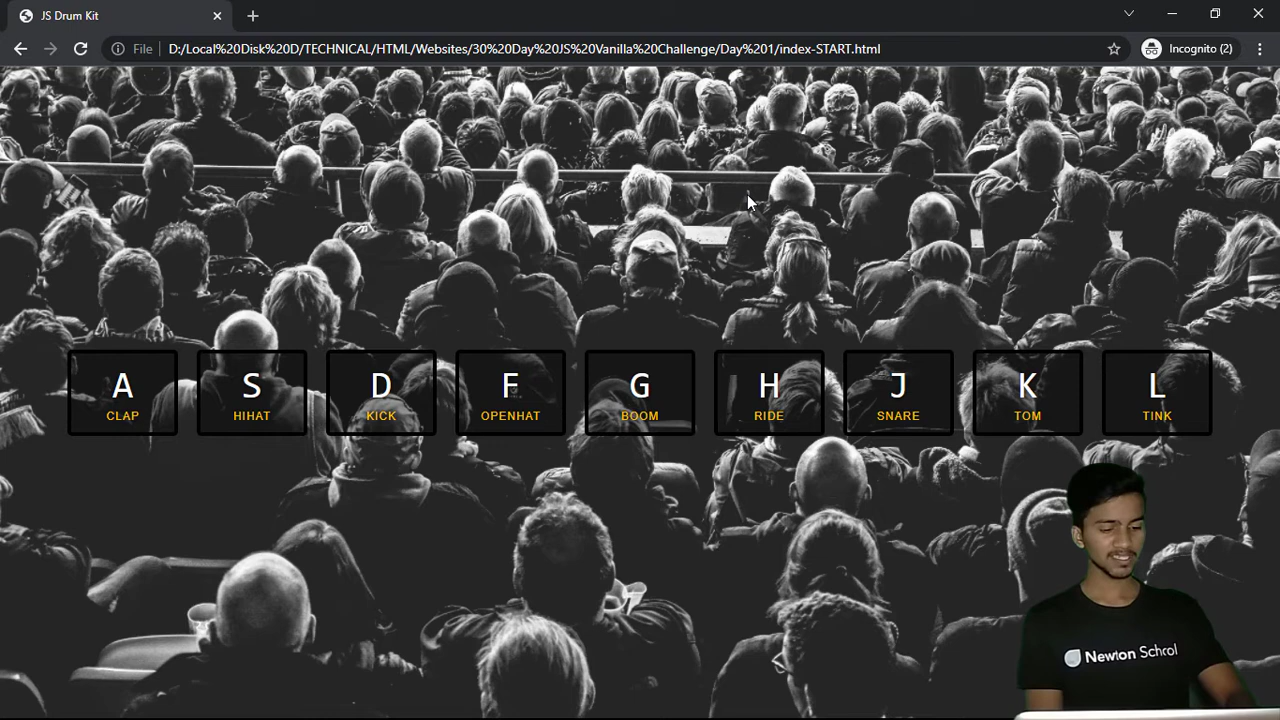 JS Drum Kit
File D:/Local%20Disk%20D/TECHNICAL/HTML/Websites/30%20Day%20JS%20Vanilla%20Challenge/Day%201/index-START.html Incognito (2)
A S D F G H J K L
CLAP HIHAT KICK OPENHAT BOOM RIDE SNARE TOM TINK
Newton School